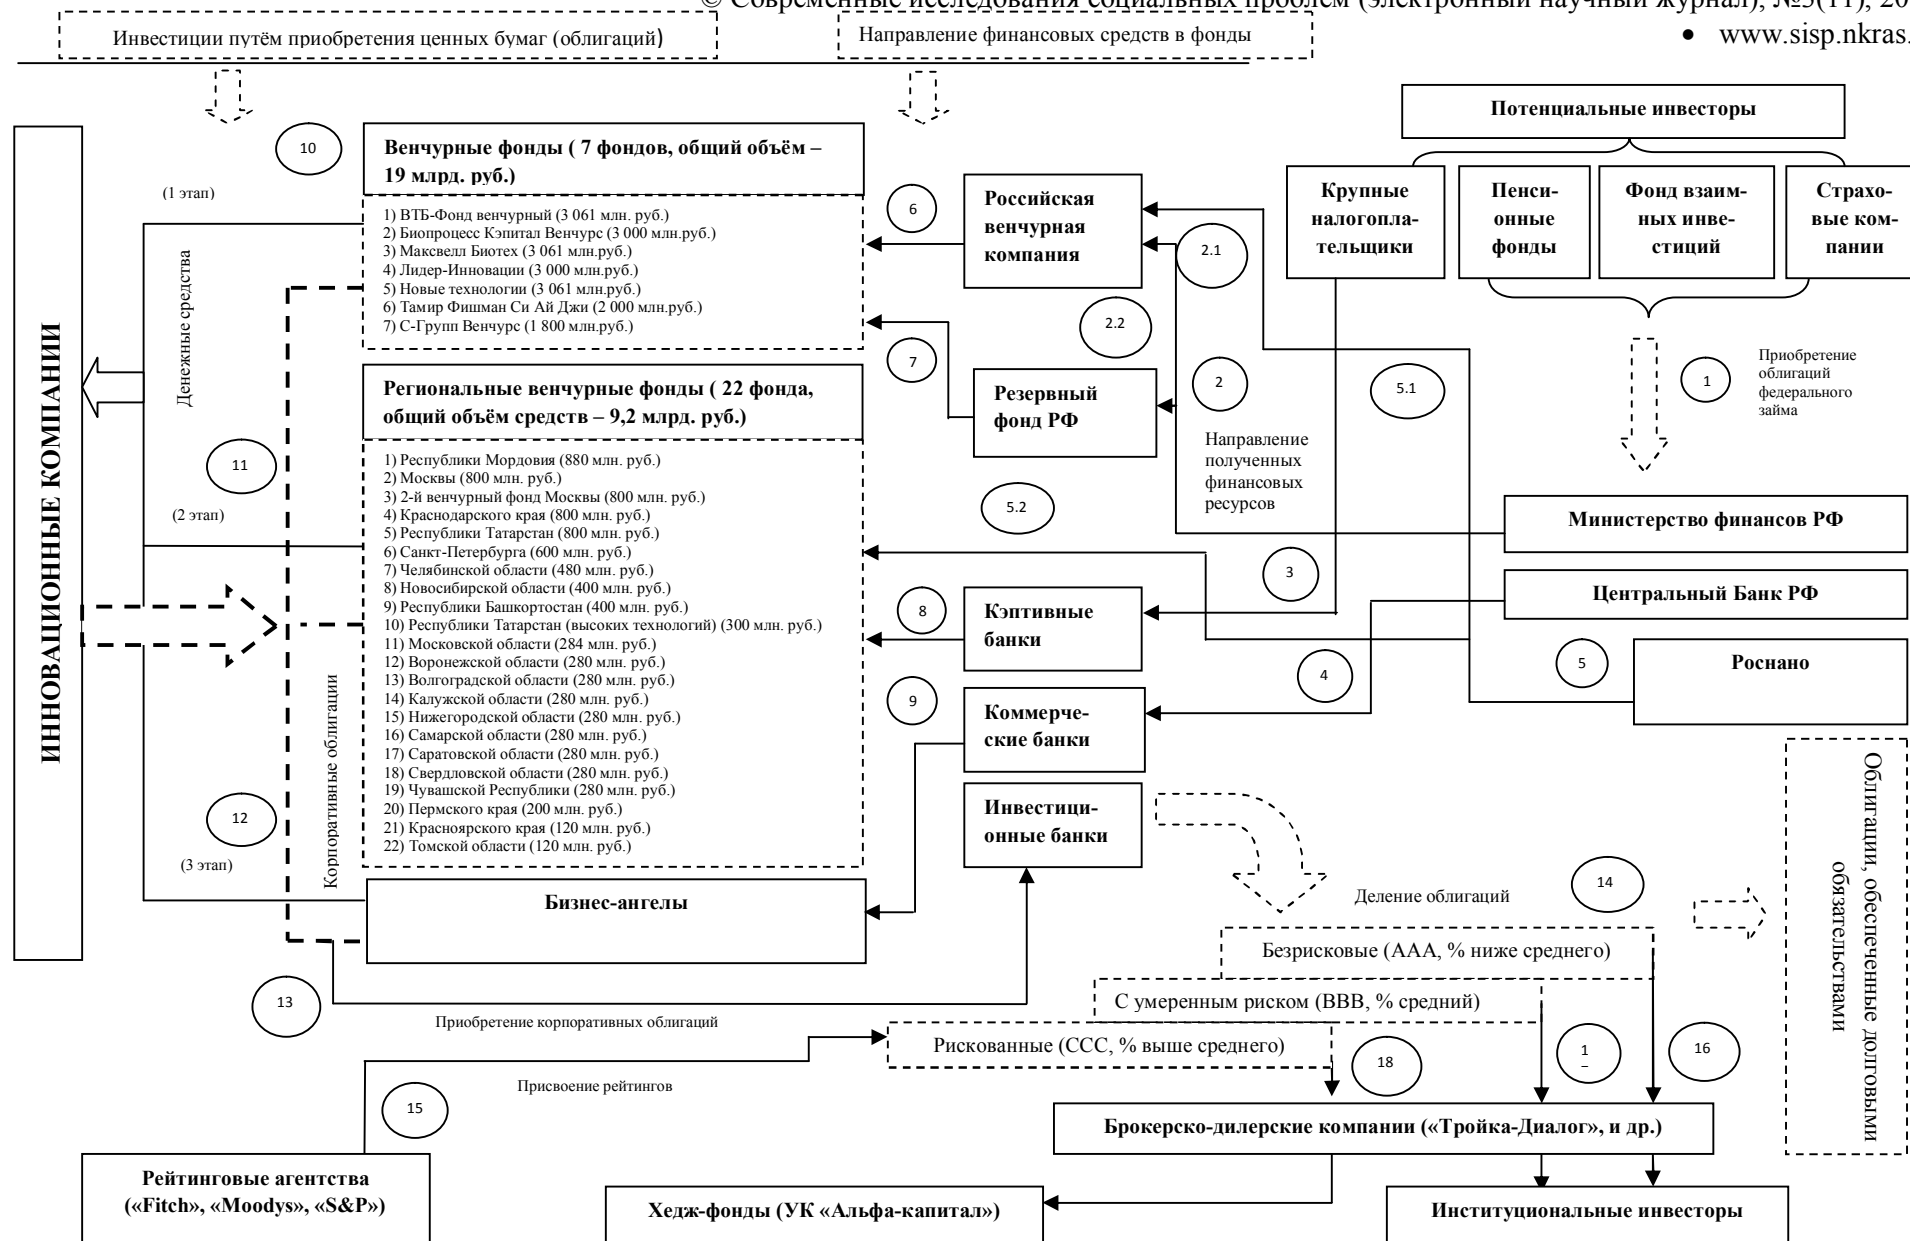 © Современные исследования социальных проблем (электронный научный журнал), №3(11), 20
• www.sisp.nkras.
Инвестиции путём приобретения ценных бумаг (облигаций)
Направление финансовых средств в фонды
Потенциальные инвесторы
Крупные
налогопла-
тельщики
Пенси-
онные
фонды
Фонд взаим-
ных инве-
стиций
Страхо-
вые ком-
пании
10
Венчурные фонды ( 7 фондов, общий объём –
19 млрд. руб.)
(1 этап)
1) ВТБ-Фонд венчурный (3 061 млн. руб.)
2) Биопроцесс Кэпитал Венчурс (3 000 млн.руб.)
3) Максвелл Биотех (3 061 млн.руб.)
4) Лидер-Инновации (3 000 млн.руб.)
5) Новые технологии (3 061 млн.руб.)
6) Тамир Фишман Си Ай Джи (2 000 млн.руб.)
7) С-Групп Венчурс (1 800 млн.руб.)
6
Российская
венчурная
компания
2.1
2.2
7
Резервный
фонд РФ
2
Направление
полученных
финансовых
ресурсов
5.1
1
Приобретение
облигаций
федерального
займа
ИННОВАЦИОННЫЕ КОМПАНИИ
Денежные средства
Региональные венчурные фонды ( 22 фонда,
общий объём средств – 9,2 млрд. руб.)
11
(2 этап)
1) Республики Мордовия (880 млн. руб.)
2) Москвы (800 млн. руб.)
3) 2-й венчурный фонд Москвы (800 млн. руб.)
4) Краснодарского края (800 млн. руб.)
5) Республики Татарстан (800 млн. руб.)
6) Санкт-Петербурга (600 млн. руб.)
7) Челябинской области (480 млн. руб.)
8) Новосибирской области (400 млн. руб.)
9) Республики Башкортостан (400 млн. руб.)
10) Республики Татарстан (высоких технологий) (300 млн. руб.)
11) Московской области (284 млн. руб.)
12) Воронежской области (280 млн. руб.)
13) Волгоградской области (280 млн. руб.)
14) Калужской области (280 млн. руб.)
15) Нижегородской области (280 млн. руб.)
16) Самарской области (280 млн. руб.)
17) Саратовской области (280 млн. руб.)
18) Свердловской области (280 млн. руб.)
19) Чувашской Республики (280 млн. руб.)
20) Пермского края (200 млн. руб.)
21) Красноярского края (120 млн. руб.)
22) Томской области (120 млн. руб.)
5.2
Министерство финансов РФ
3
Центральный Банк РФ
8
Кэптивные
банки
5
Роснано
4
9
Коммерче-
ские банки
Инвестици-
онные банки
Корпоративные облигации
12
(3 этап)
Бизнес-ангелы
Деление облигаций
14
Облигации, обеспеченные долговыми
обязательствами
Безрисковые (ААА, % ниже среднего)
С умеренным риском (ВВВ, % средний)
Рискованные (ССС, % выше среднего)
13
Приобретение корпоративных облигаций
Присвоение рейтингов
15
18
1
16
Брокерско-дилерские компании («Тройка-Диалог», и др.)
Рейтинговые агентства
(«Fitch», «Moodys», «S&P»)
Хедж-фонды (УК «Альфа-капитал»)
Институциональные инвесторы